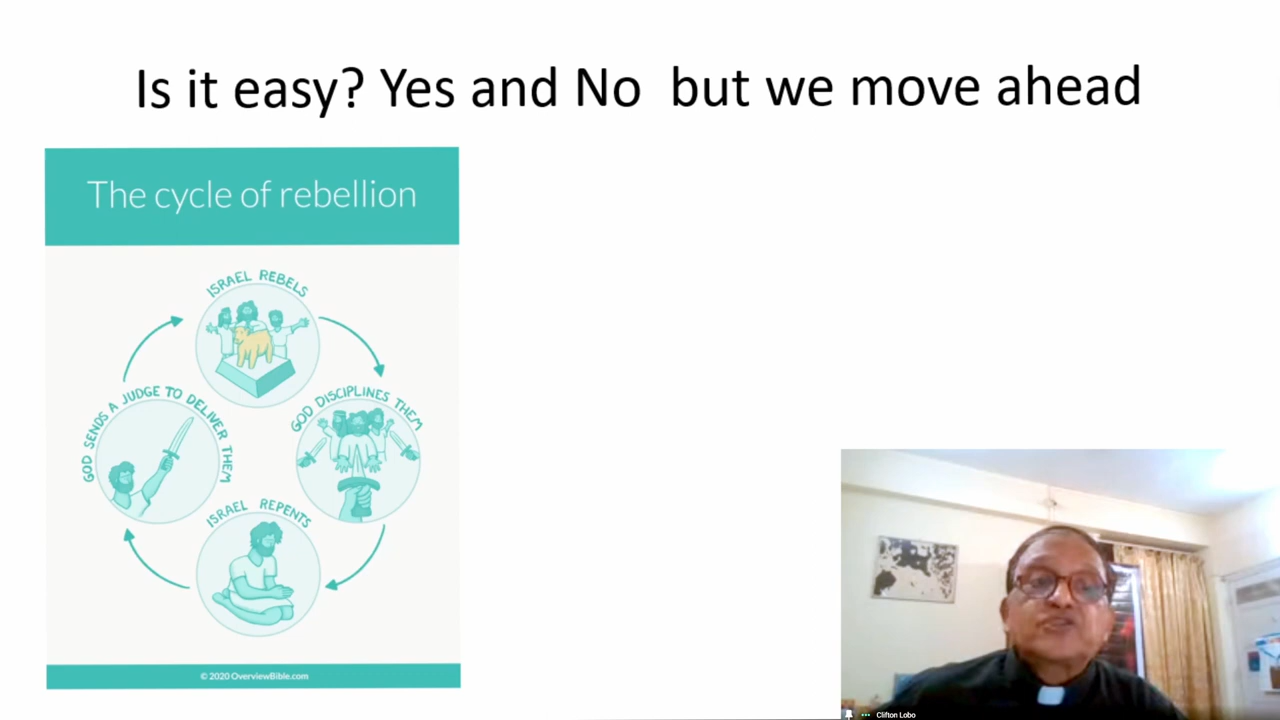 Is it easy? Yes and No but we move ahead
The cycle of rebellion
ISRAEL REBELS
GOD DISCIPLINES THEM
ISRAEL REPENTS
GOD SENDS A JUDGE TO DELIVER THEM
© 2020 OverviewBible.com
Clifton Lobo